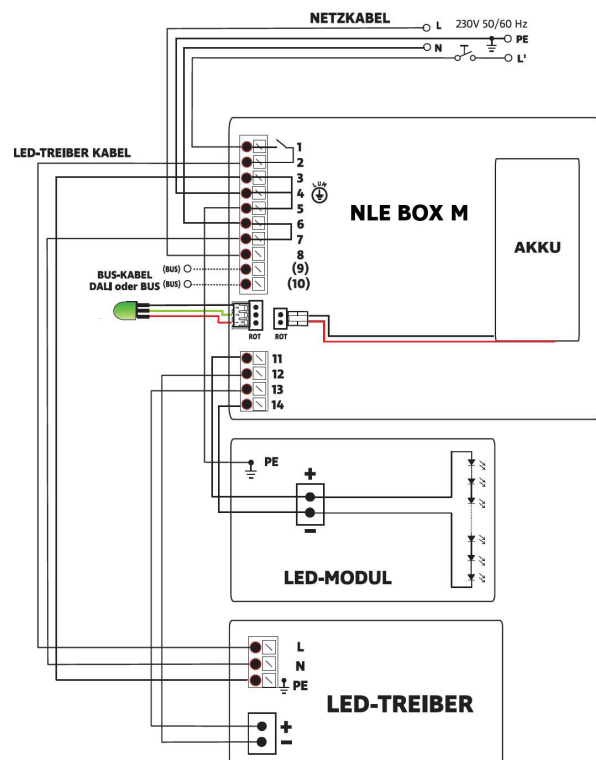 NETZKABEL
L 230V 50/60 Hz
PE
N
L'
LED-TREIBER KABEL
1
2
3
4
5
6
7
8
(9)
(10)
NLE BOX M
AKKU
BUS-KABEL (BUS)
DALI oder BUS (BUS)
ROT
ROT
11
12
13
14
PE
+
−
LED-MODUL
L
N
PE
LED-TREIBER
+
−